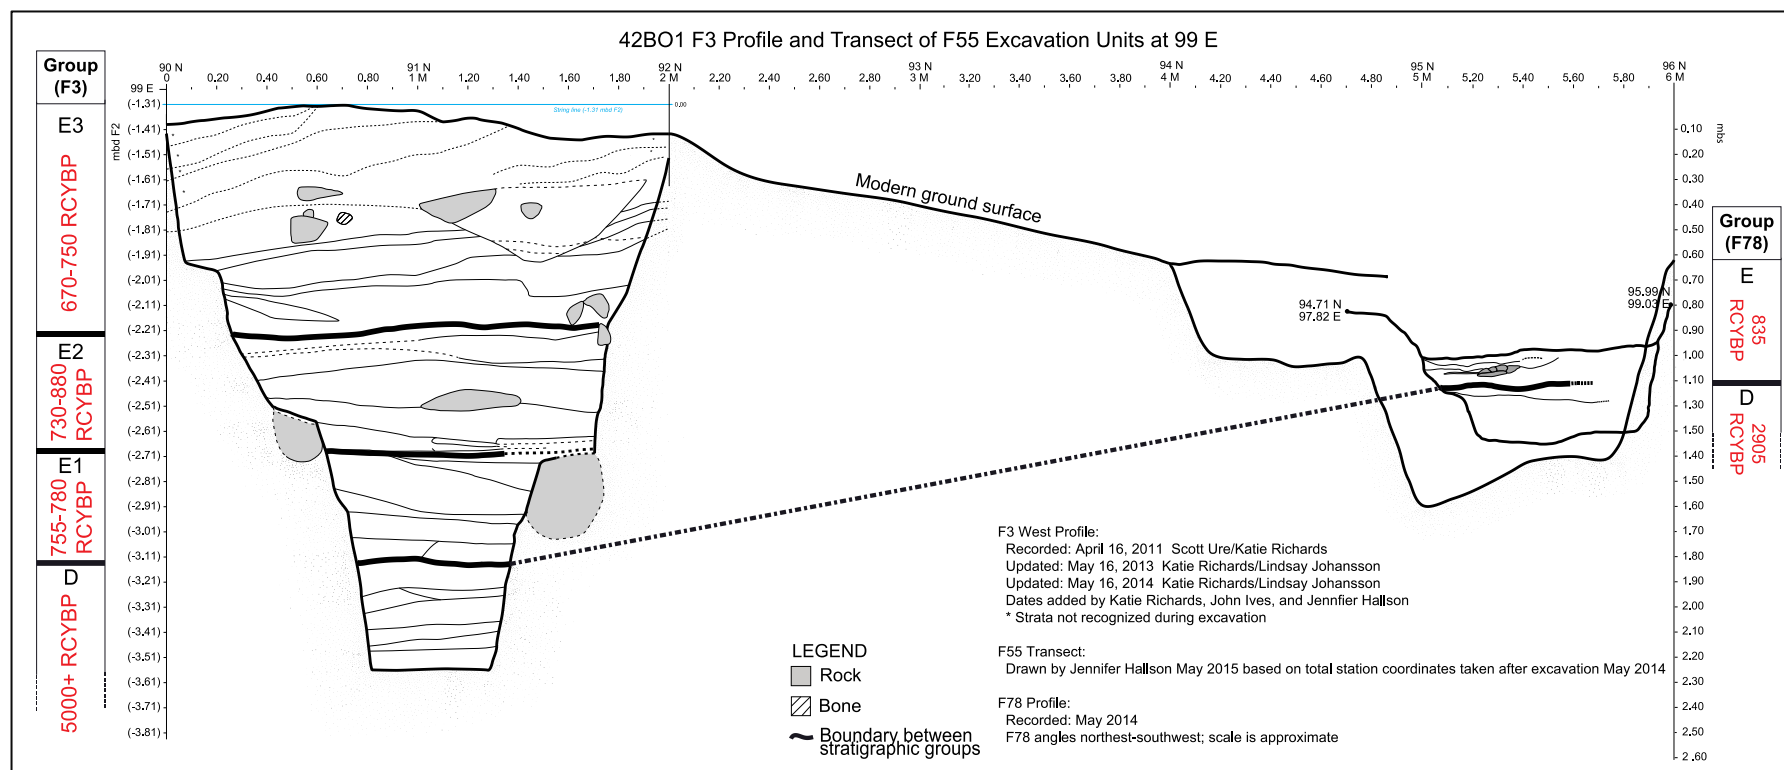 42BO1 F3 Profile and Transect of F55 Excavation Units at 99 E
Group
(F3)
E3
670-750 RCYBP
E2
730-880
RCYBP
E1
755-780
RCYBP
D
5000+ RCYBP
90 N 91 N 92 N 93 N 94 N 95 N 96 N
0 0.20 0.40 0.60 0.80 1 M 1.20 1.40 1.60 1.80 2 M 2.20 2.40 2.60 2.80 3 M 3.20 3.40 3.60 3.80 4 M 4.20 4.40 4.60 4.80 5 M 5.20 5.40 5.60 5.80 6 M
99 E
(-1.31)
(-1.41)
(-1.51)
(-1.61)
(-1.71)
(-1.81)
(-1.91)
(-2.01)
(-2.11)
(-2.21)
(-2.31)
(-2.41)
(-2.51)
(-2.61)
(-2.71)
(-2.81)
(-2.91)
(-3.01)
(-3.11)
(-3.21)
(-3.31)
(-3.41)
(-3.51)
(-3.61)
(-3.71)
(-3.81)
mbd F2
String line (-1.31 mbd F2)
0.00
Modern ground surface
94.71 N
97.82 E
95.99 N
99.03 E
0.10
0.20
0.30
0.40
0.50
0.60
0.70
0.80
0.90
1.00
1.10
1.30
1.50
1.40
1.50
1.60
1.70
1.80
1.90
2.00
2.10
2.20
2.30
2.40
2.50
2.60
mbs
Group
(F78)
E
835
RCYBP
D
2905
RCYBP
LEGEND
Rock
Bone
Boundary between
stratigraphic groups
F3 West Profile:
Recorded: April 16, 2011 Scott Ure/Katie Richards
Updated: May 16, 2013 Katie Richards/Lindsay Johansson
Updated: May 16, 2014 Katie Richards/Lindsay Johansson
Dates added by Katie Richards, John Ives, and Jennfier Hallson
* Strata not recognized during excavation
F55 Transect:
Drawn by Jennifer Hallson May 2015 based on total station coordinates taken after excavation May 2014
F78 Profile:
Recorded: May 2014
F78 angles northest-southwest; scale is approximate